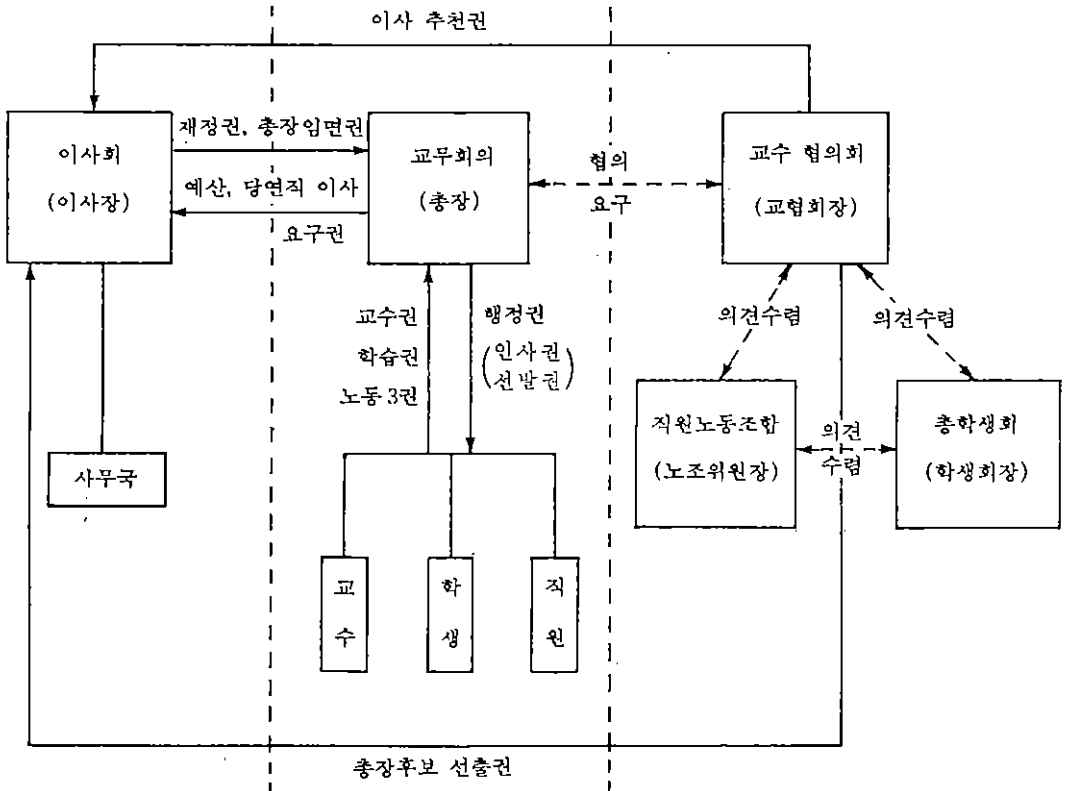 이사 추천권
재정권, 총장임면권
이사회
(이사장)
예산, 당연직 이사
요구권
교무회의
(총장)
협의
요구
교수 협의회
(교협회장)
교수권
학습권
노동 3권
행정권
(인사권
선발권)
의견수렴
의견수렴
직원노동조합
(노조위원장)
의견
수렴
총학생회
(학생회장)
사무국
교
수
학
생
직
원
총장후보 선출권